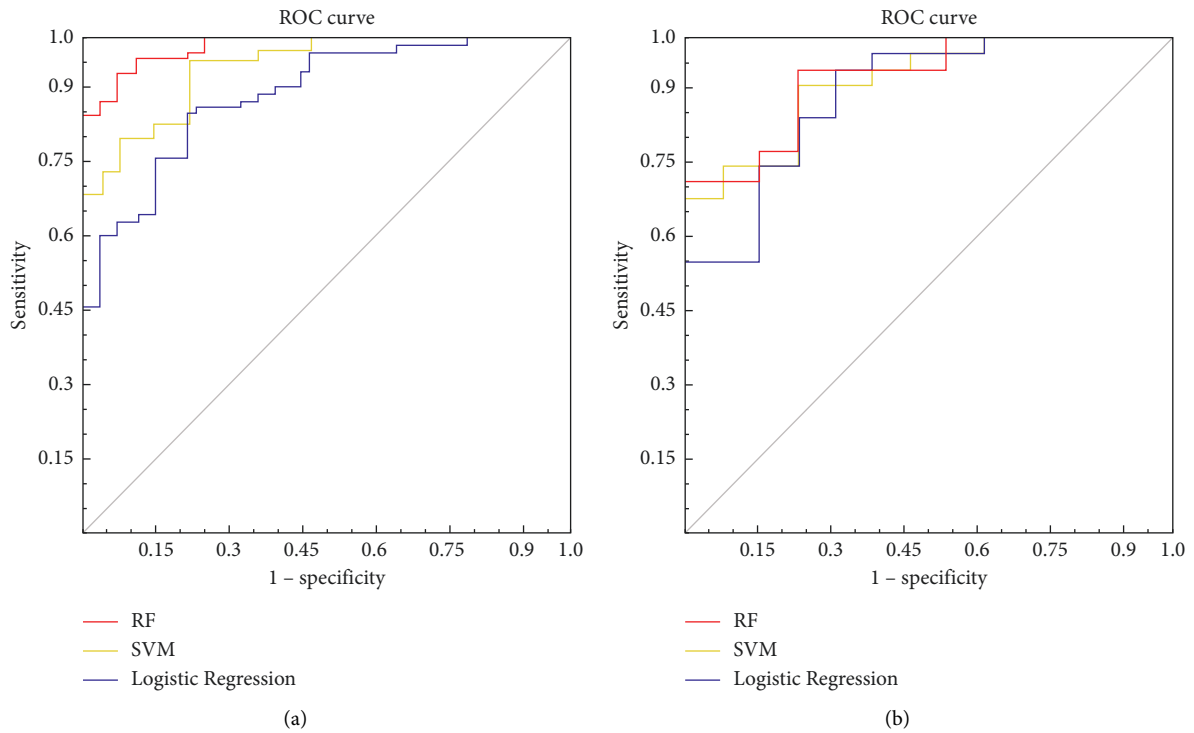 ROC curve
1.0
0.9
0.75
0.6
0.45
0.3
0.15
Sensitivity
0.15 0.3 0.45 0.6 0.75 0.9 1.0
1 – specificity
RF
SVM
Logistic Regression
(a)
ROC curve
1.0
0.9
0.75
0.6
0.45
0.3
0.15
Sensitivity
0.15 0.3 0.45 0.6 0.75 0.9 1.0
1 – specificity
RF
SVM
Logistic Regression
(b)